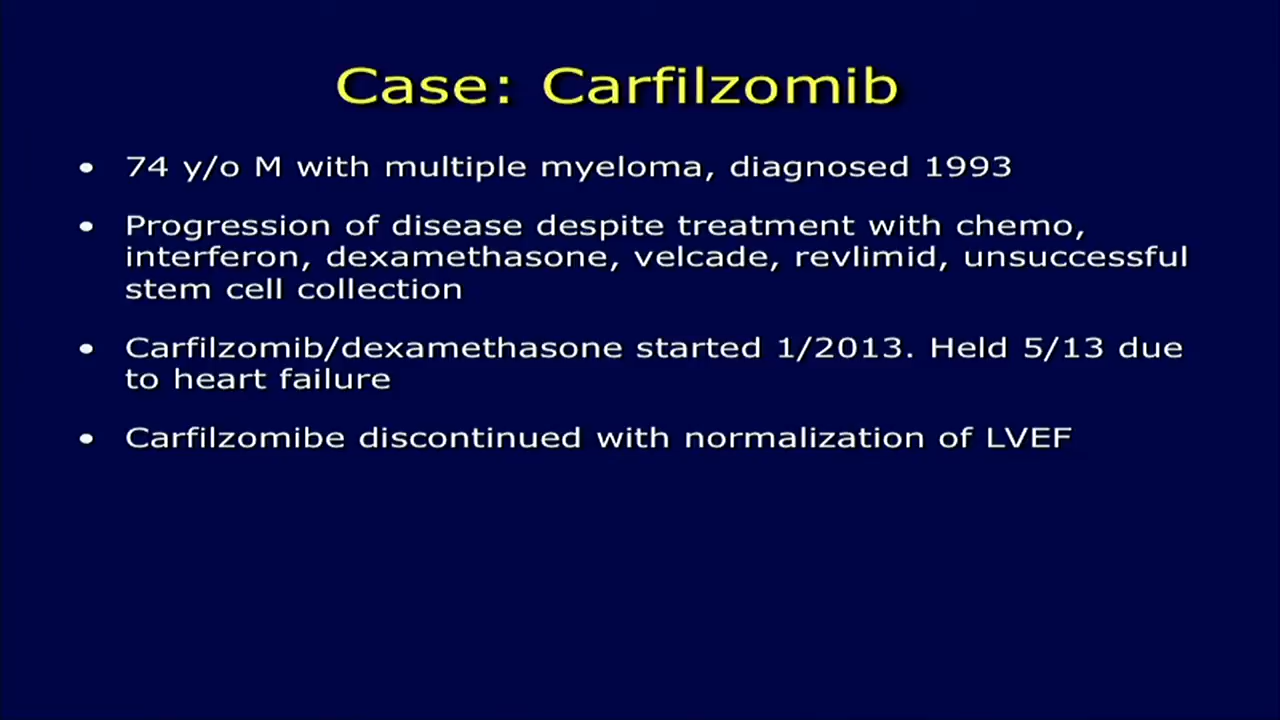 Case: Carfilzomib
• 74 y/o M with multiple myeloma, diagnosed 1993
• Progression of disease despite treatment with chemo,
interferon, dexamethasone, velcade, revlimid, unsuccessful
stem cell collection
• Carfilzomib/dexamethasone started 1/2013. Held 5/13 due
to heart failure
• Carfilzomibe discontinued with normalization of LVEF